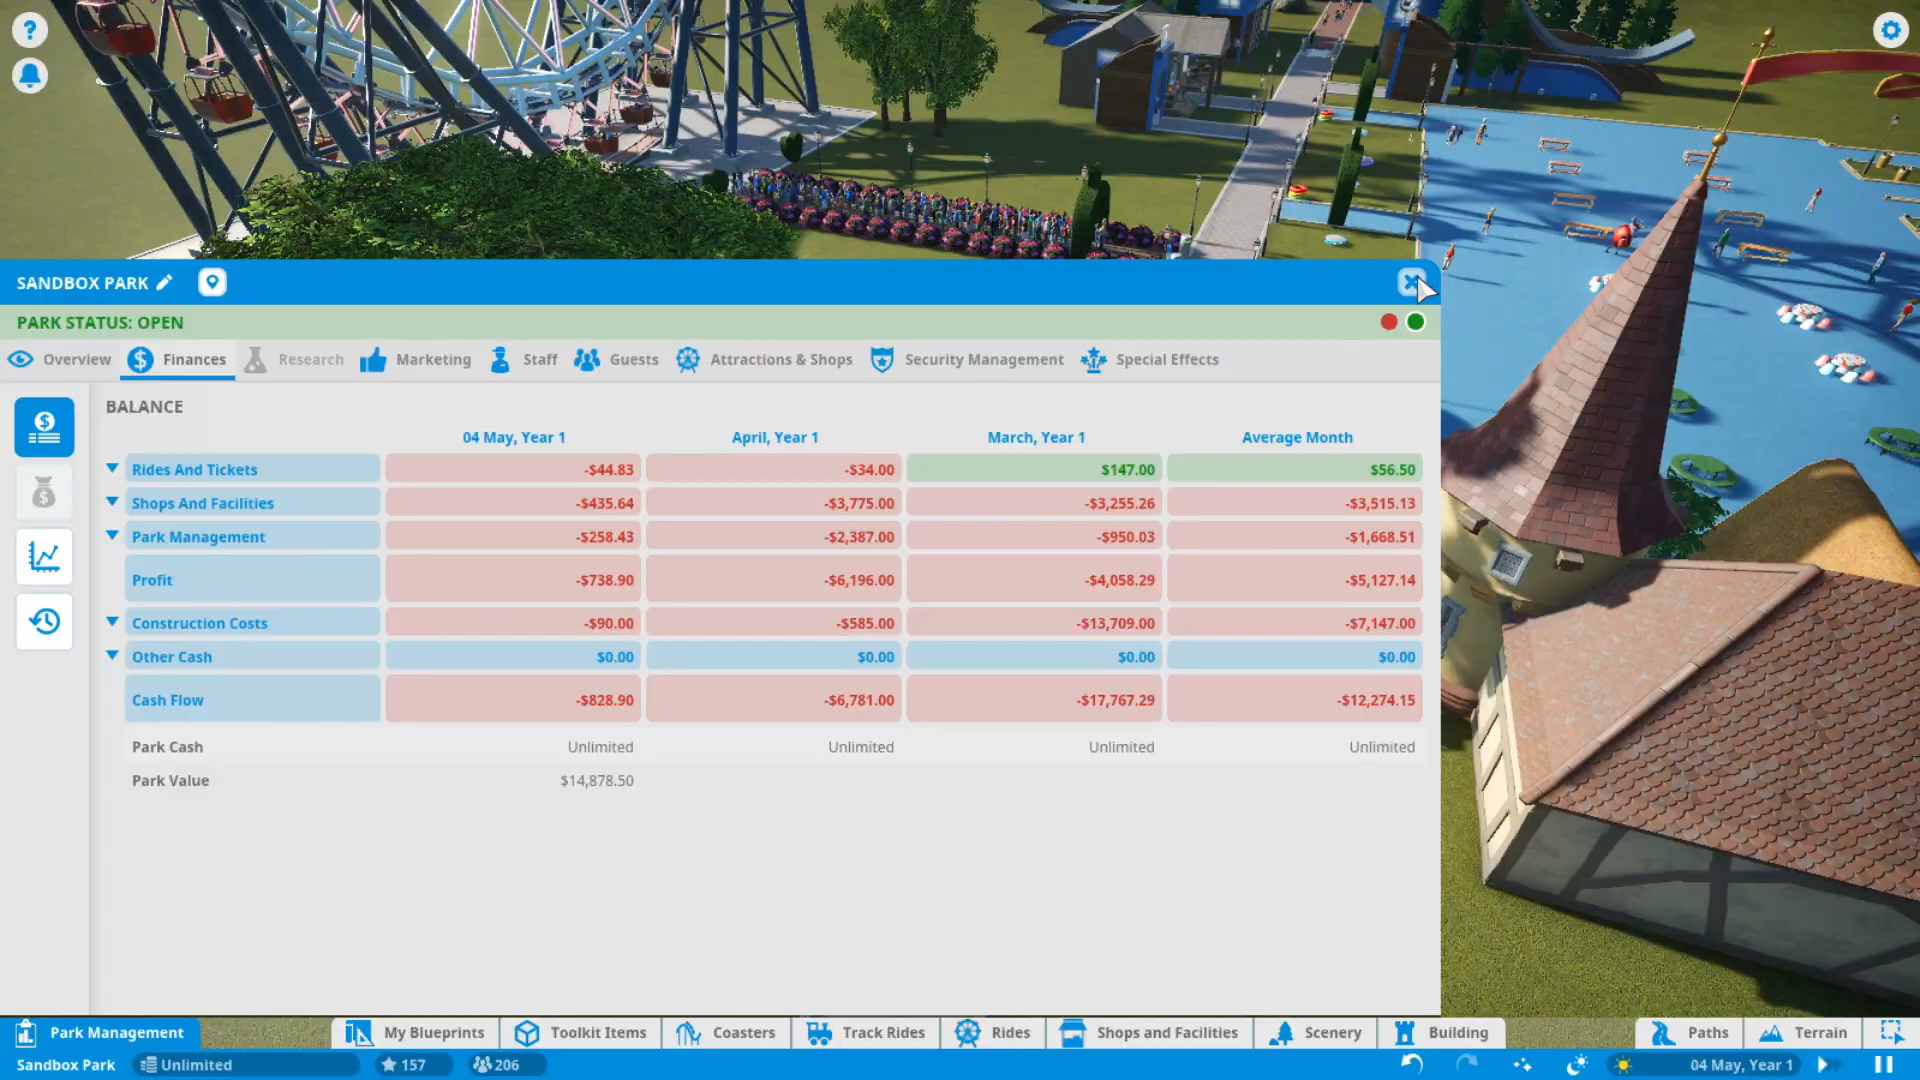 ?
SANDBOX PARK
PARK STATUS: OPEN
Overview Finances Research Marketing Staff Guests Attractions & Shops Security Management Special Effects
BALANCE
04 May, Year 1 April, Year 1 March, Year 1 Average Month
Rides And Tickets -$44.83 -$34.00 $147.00 $56.50
Shops And Facilities -$435.64 -$3,775.00 -$3,255.26 -$3,515.13
Park Management -$258.43 -$2,387.00 -$950.03 -$1,668.51
Profit -$738.90 -$6,196.00 -$4,058.29 -$5,127.14
Construction Costs -$90.00 -$585.00 -$13,709.00 -$7,147.00
Other Cash $0.00 $0.00 $0.00 $0.00
Cash Flow -$828.90 -$6,781.00 -$17,767.29 -$12,274.15
Park Cash Unlimited Unlimited Unlimited Unlimited
Park Value $14,878.50
Park Management My Blueprints Toolkit Items Coasters Track Rides Rides Shops and Facilities Scenery Building Paths Terrain
Sandbox Park Unlimited 157 206 04 May, Year 1